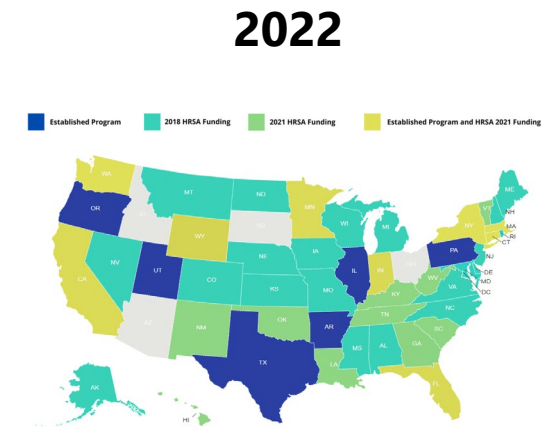 2022
Established Program 2018 HRSA Funding 2021 HRSA Funding Established Program and HRSA 2021 Funding
WA
MT
ND
MN
ME
OR
WI
MI
VT
NH
NY
MA
RI
CT
WY
IA
NE
PA
NJ
NV
UT
CO
IL
IN
DE
MD
DC
WV
VA
CA
KS
MO
KY
NC
TN
OK
NM
AR
SC
MS
AL
GA
TX
LA
FL
AK
HI